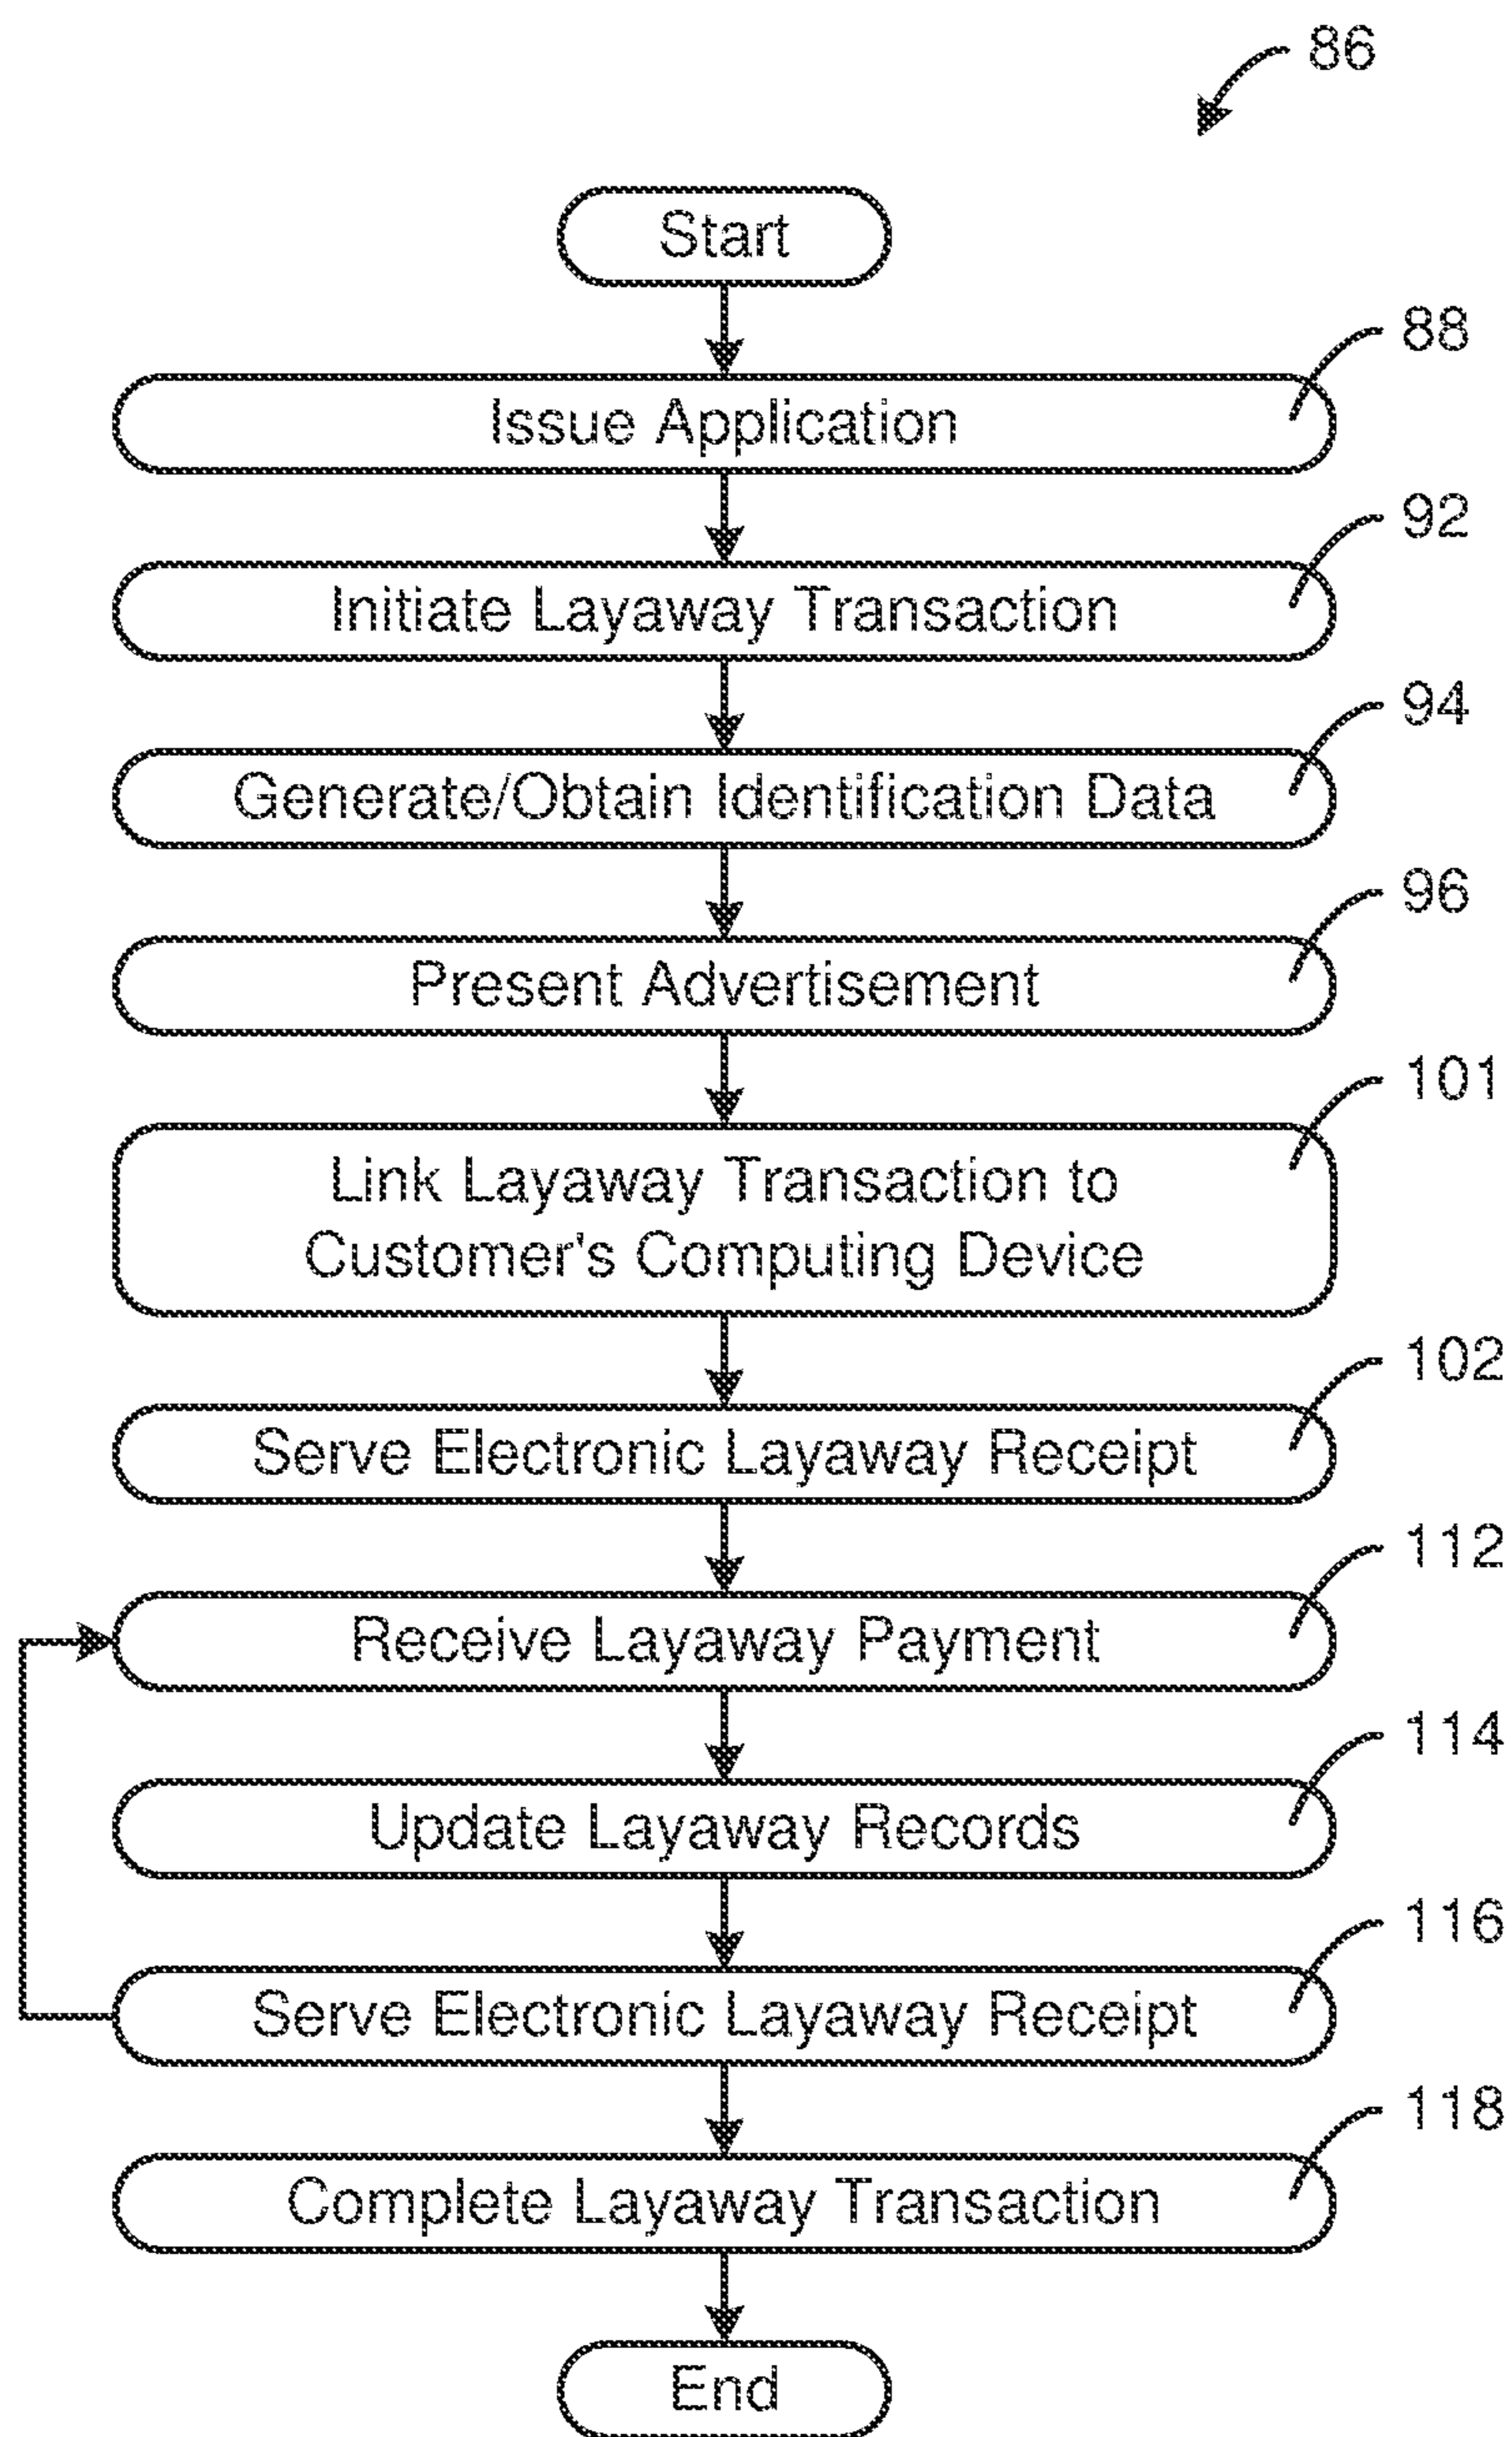 86
Start
88
Issue Application
92
Initiate Layaway Transaction
94
Generate/Obtain Identification Data
96
Present Advertisement
101
Link Layaway Transaction to
Customer's Computing Device
102
Serve Electronic Layaway Receipt
112
Receive Layaway Payment
114
Update Layaway Records
116
Serve Electronic Layaway Receipt
118
Complete Layaway Transaction
End